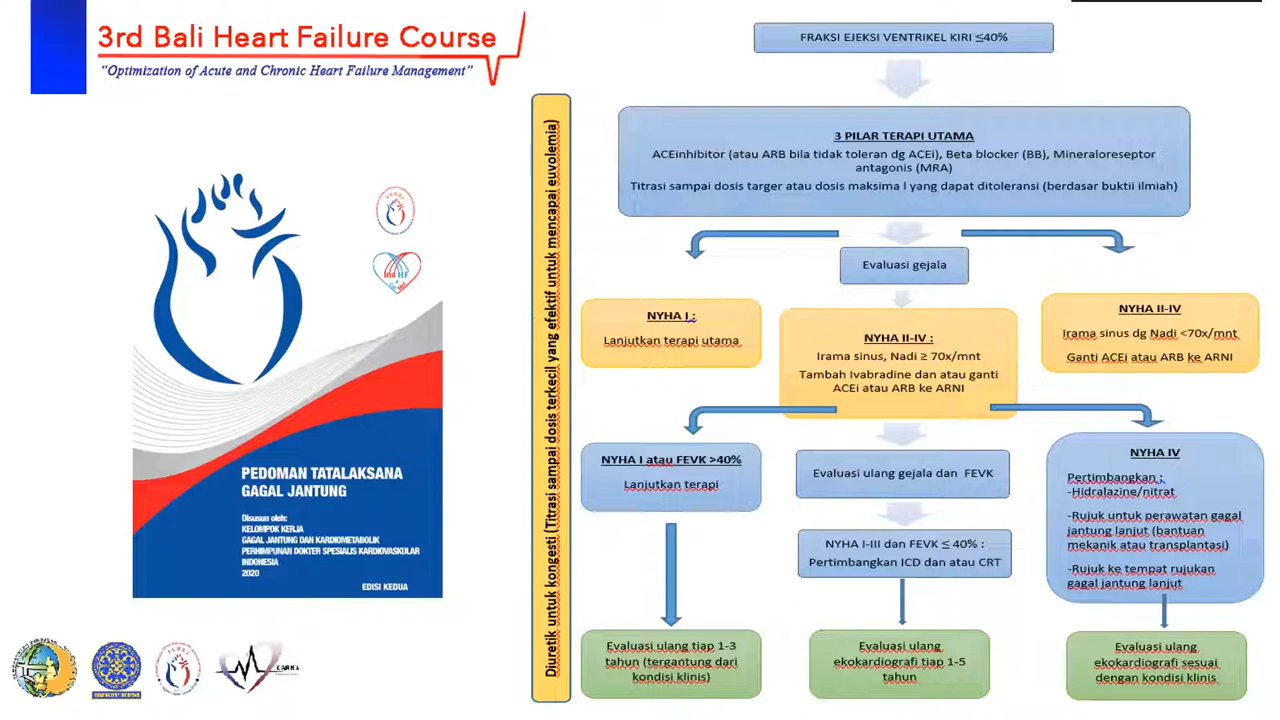 3rd Bali Heart Failure Course
“Optimization of Acute and Chronic Heart Failure Management”
PEDOMAN TATALAKSANA
GAGAL JANTUNG
Disusun oleh:
KELOMPOK KERJA
GAGAL JANTUNG DAN KARDIOMETABOLIK
PERHIMPUNAN DOKTER SPESIALIS KARDIOVASKULAR
INDONESIA
2020
EDISI KEDUA
Diuretik untuk kongesti (Titrasi sampai dosis terkecil yang efektif untuk mencapai euvolemia)
FRAKSI EJEKSI VENTRIKEL KIRI ≤40%
3 PILAR TERAPI UTAMA
ACEinhibitor (atau ARB bila tidak toleran dg ACEi), Beta blocker (BB), Mineraloreseptor
antagonis (MRA)
Titrasi sampai dosis targer atau dosis maksima l yang dapat ditoleransi (berdasar buktii ilmiah)
Evaluasi gejala
NYHA I :
Lanjutkan terapi utama
NYHA II-IV :
Irama sinus, Nadi ≥ 70x/mnt
Tambah Ivabradine dan atau ganti
ACEi atau ARB ke ARNI
NYHA II-IV
Irama sinus dg Nadi <70x/mnt
Ganti ACEi atau ARB ke ARNI
NYHA I atau FEVK >40%
Lanjutkan terapi
Evaluasi ulang gejala dan FEVK
NYHA I-III dan FEVK ≤ 40% :
Pertimbangkan ICD dan atau CRT
NYHA IV
Pertimbangkan :
-Hidralazine/nitrat
-Rujuk untuk perawatan gagal
jantung lanjut (bantuan
mekanik atau transplantasi)
-Rujuk ke tempat rujukan
gagal jantung lanjut
Evaluasi ulang tiap 1-3
tahun (tergantung dari
kondisi klinis)
Evaluasi ulang
ekokardiografi tiap 1-5
tahun
Evaluasi ulang
ekokardiografi sesuai
dengan kondisi klinis